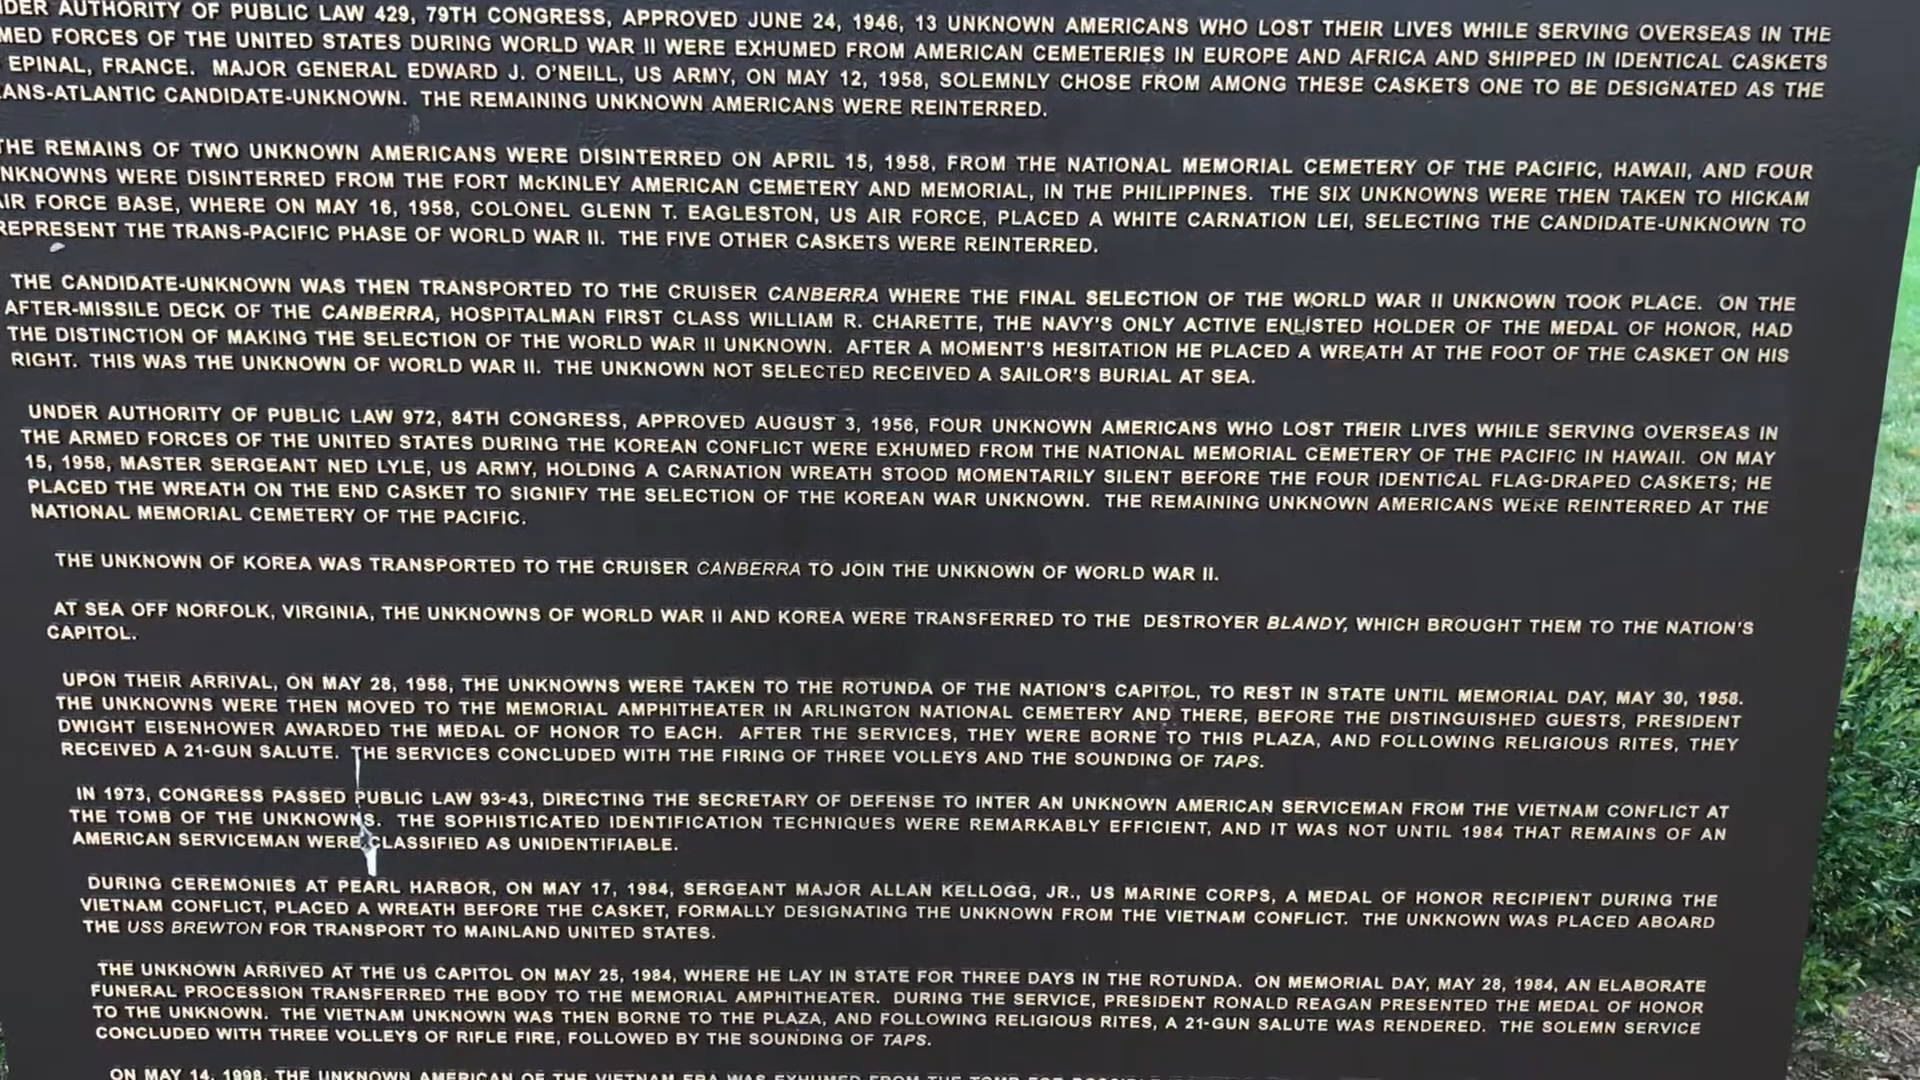 DER AUTHORITY OF PUBLIC LAW 429, 79TH CONGRESS, APPROVED JUNE 24, 1946, 13 UNKNOWN AMERICANS WHO LOST THEIR LIVES WHILE SERVING OVERSEAS IN THE
MED FORCES OF THE UNITED STATES DURING WORLD WAR II WERE EXHUMED FROM AMERICAN CEMETERIES IN EUROPE AND AFRICA AND SHIPPED IN IDENTICAL CASKETS
EPINAL, FRANCE. MAJOR GENERAL EDWARD J. O'NEILL, US ARMY, ON MAY 12, 1958, SOLEMNLY CHOSE FROM AMONG THESE CASKETS ONE TO BE DESIGNATED AS THE
ANS-ATLANTIC CANDIDATE-UNKNOWN. THE REMAINING UNKNOWN AMERICANS WERE REINTERRED.
THE REMAINS OF TWO UNKNOWN AMERICANS WERE DISINTERRED ON APRIL 15, 1958, FROM THE NATIONAL MEMORIAL CEMETERY OF THE PACIFIC, HAWAII, AND FOUR
NKNOWNS WERE DISINTERRED FROM THE FORT McKINLEY AMERICAN CEMETERY AND MEMORIAL, IN THE PHILIPPINES. THE SIX UNKNOWNS WERE THEN TAKEN TO HICKAM
AIR FORCE BASE, WHERE ON MAY 16, 1958, COLONEL GLENN T. EAGLESTON, US AIR FORCE, PLACED A WHITE CARNATION LEI, SELECTING THE CANDIDATE-UNKNOWN TO
REPRESENT THE TRANS-PACIFIC PHASE OF WORLD WAR II. THE FIVE OTHER CASKETS WERE REINTERRED.
THE CANDIDATE-UNKNOWN WAS THEN TRANSPORTED TO THE CRUISER CANBERRA WHERE THE FINAL SELECTION OF THE WORLD WAR II UNKNOWN TOOK PLACE. ON THE
AFTER-MISSILE DECK OF THE CANBERRA, HOSPITALMAN FIRST CLASS WILLIAM R. CHARETTE, THE NAVY'S ONLY ACTIVE ENLISTED HOLDER OF THE MEDAL OF HONOR, HAD
THE DISTINCTION OF MAKING THE SELECTION OF THE WORLD WAR II UNKNOWN. AFTER A MOMENT'S HESITATION HE PLACED A WREATH AT THE FOOT OF THE CASKET ON HIS
RIGHT. THIS WAS THE UNKNOWN OF WORLD WAR II. THE UNKNOWN NOT SELECTED RECEIVED A SAILOR'S BURIAL AT SEA.
UNDER AUTHORITY OF PUBLIC LAW 972, 84TH CONGRESS, APPROVED AUGUST 3, 1956, FOUR UNKNOWN AMERICANS WHO LOST THEIR LIVES WHILE SERVING OVERSEAS IN
THE ARMED FORCES OF THE UNITED STATES DURING THE KOREAN CONFLICT WERE EXHUMED FROM THE NATIONAL MEMORIAL CEMETERY OF THE PACIFIC IN HAWAII. ON MAY
15, 1958, MASTER SERGEANT NED LYLE, US ARMY, HOLDING A CARNATION WREATH STOOD MOMENTARILY SILENT BEFORE THE FOUR IDENTICAL FLAG-DRAPED CASKETS; HE
PLACED THE WREATH ON THE END CASKET TO SIGNIFY THE SELECTION OF THE KOREAN WAR UNKNOWN. THE REMAINING UNKNOWN AMERICANS WERE REINTERRED AT THE
NATIONAL MEMORIAL CEMETERY OF THE PACIFIC.
THE UNKNOWN OF KOREA WAS TRANSPORTED TO THE CRUISER CANBERRA TO JOIN THE UNKNOWN OF WORLD WAR II.
AT SEA OFF NORFOLK, VIRGINIA, THE UNKNOWNS OF WORLD WAR II AND KOREA WERE TRANSFERRED TO THE DESTROYER BLANDY, WHICH BROUGHT THEM TO THE NATION'S
CAPITOL.
UPON THEIR ARRIVAL, ON MAY 28, 1958, THE UNKNOWNS WERE TAKEN TO THE ROTUNDA OF THE NATION'S CAPITOL, TO REST IN STATE UNTIL MEMORIAL DAY, MAY 30, 1958.
THE UNKNOWNS WERE THEN MOVED TO THE MEMORIAL AMPHITHEATER IN ARLINGTON NATIONAL CEMETERY AND THERE, BEFORE THE DISTINGUISHED GUESTS, PRESIDENT
DWIGHT EISENHOWER AWARDED THE MEDAL OF HONOR TO EACH. AFTER THE SERVICES, THEY WERE BORNE TO THIS PLAZA, AND FOLLOWING RELIGIOUS RITES, THEY
RECEIVED A 21-GUN SALUTE. THE SERVICES CONCLUDED WITH THE FIRING OF THREE VOLLEYS AND THE SOUNDING OF TAPS.
IN 1973, CONGRESS PASSED PUBLIC LAW 93-43, DIRECTING THE SECRETARY OF DEFENSE TO INTER AN UNKNOWN AMERICAN SERVICEMAN FROM THE VIETNAM CONFLICT AT
THE TOMB OF THE UNKNOWNS. THE SOPHISTICATED IDENTIFICATION TECHNIQUES WERE REMARKABLY EFFICIENT, AND IT WAS NOT UNTIL 1984 THAT REMAINS OF AN
AMERICAN SERVICEMAN WERE CLASSIFIED AS UNIDENTIFIABLE.
DURING CEREMONIES AT PEARL HARBOR, ON MAY 17, 1984, SERGEANT MAJOR ALLAN KELLOGG, JR., US MARINE CORPS, A MEDAL OF HONOR RECIPIENT DURING THE
VIETNAM CONFLICT, PLACED A WREATH BEFORE THE CASKET, FORMALLY DESIGNATING THE UNKNOWN FROM THE VIETNAM CONFLICT. THE UNKNOWN WAS PLACED ABOARD
THE USS BREWTON FOR TRANSPORT TO MAINLAND UNITED STATES.
THE UNKNOWN ARRIVED AT THE US CAPITOL ON MAY 25, 1984, WHERE HE LAY IN STATE FOR THREE DAYS IN THE ROTUNDA. ON MEMORIAL DAY, MAY 28, 1984, AN ELABORATE
FUNERAL PROCESSION TRANSFERRED THE BODY TO THE MEMORIAL AMPHITHEATER. DURING THE SERVICE, PRESIDENT RONALD REAGAN PRESENTED THE MEDAL OF HONOR
TO THE UNKNOWN. THE VIETNAM UNKNOWN WAS THEN BORNE TO THE PLAZA, AND FOLLOWING RELIGIOUS RITES, A 21-GUN SALUTE WAS RENDERED. THE SOLEMN SERVICE
CONCLUDED WITH THREE VOLLEYS OF RIFLE FIRE, FOLLOWED BY THE SOUNDING OF TAPS.
ON MAY 14, 1998, THE UNKNOWN AMERICAN OF THE VIETNAM ERA WAS EXHUMED FROM THE TOMB FOR